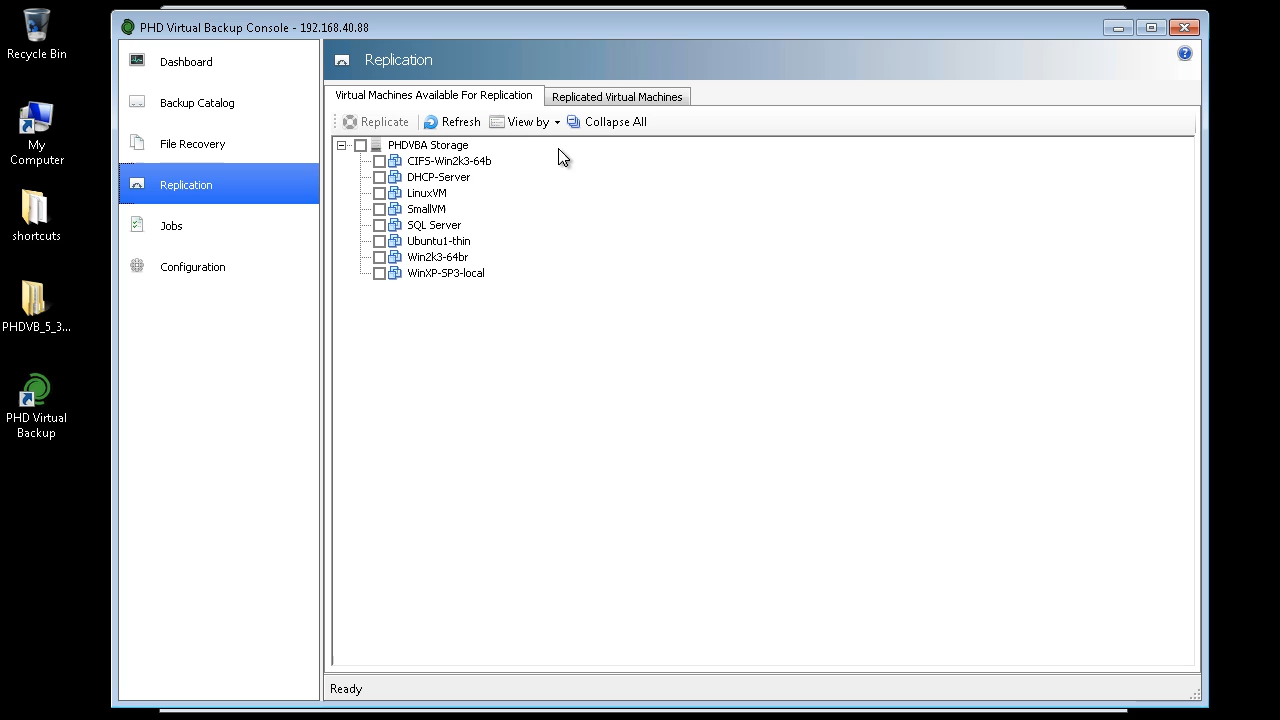 Recycle Bin
My
Computer
shortcuts
PHDVB_5_3...
PHD Virtual
Backup
PHD Virtual Backup Console - 192.168.40.88
Dashboard
Backup Catalog
File Recovery
Replication
Jobs
Configuration
Replication
?
Virtual Machines Available For Replication
Replicated Virtual Machines
Replicate Refresh View by Collapse All
PHDVBA Storage
CIFS-Win2k3-64b
DHCP-Server
LinuxVM
SmallVM
SQL Server
Ubuntu1-thin
Win2k3-64br
WinXP-SP3-local
Ready